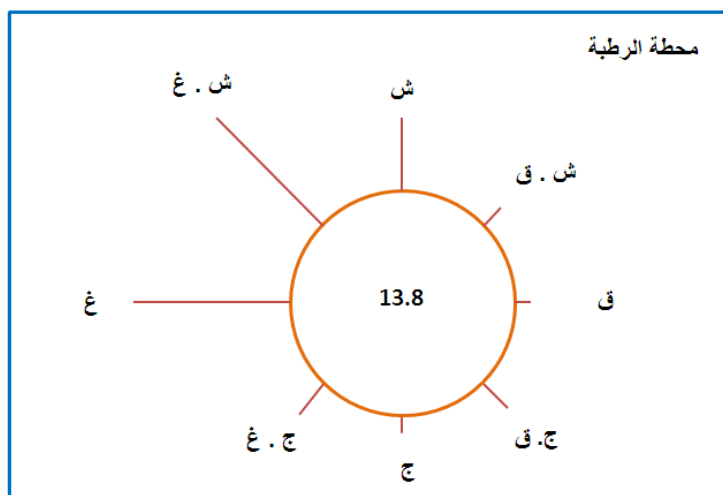 محطة الرطبة
ش
ش . غ
ش . ق
13.8
ق
غ
ج. ق
ج . غ
ج